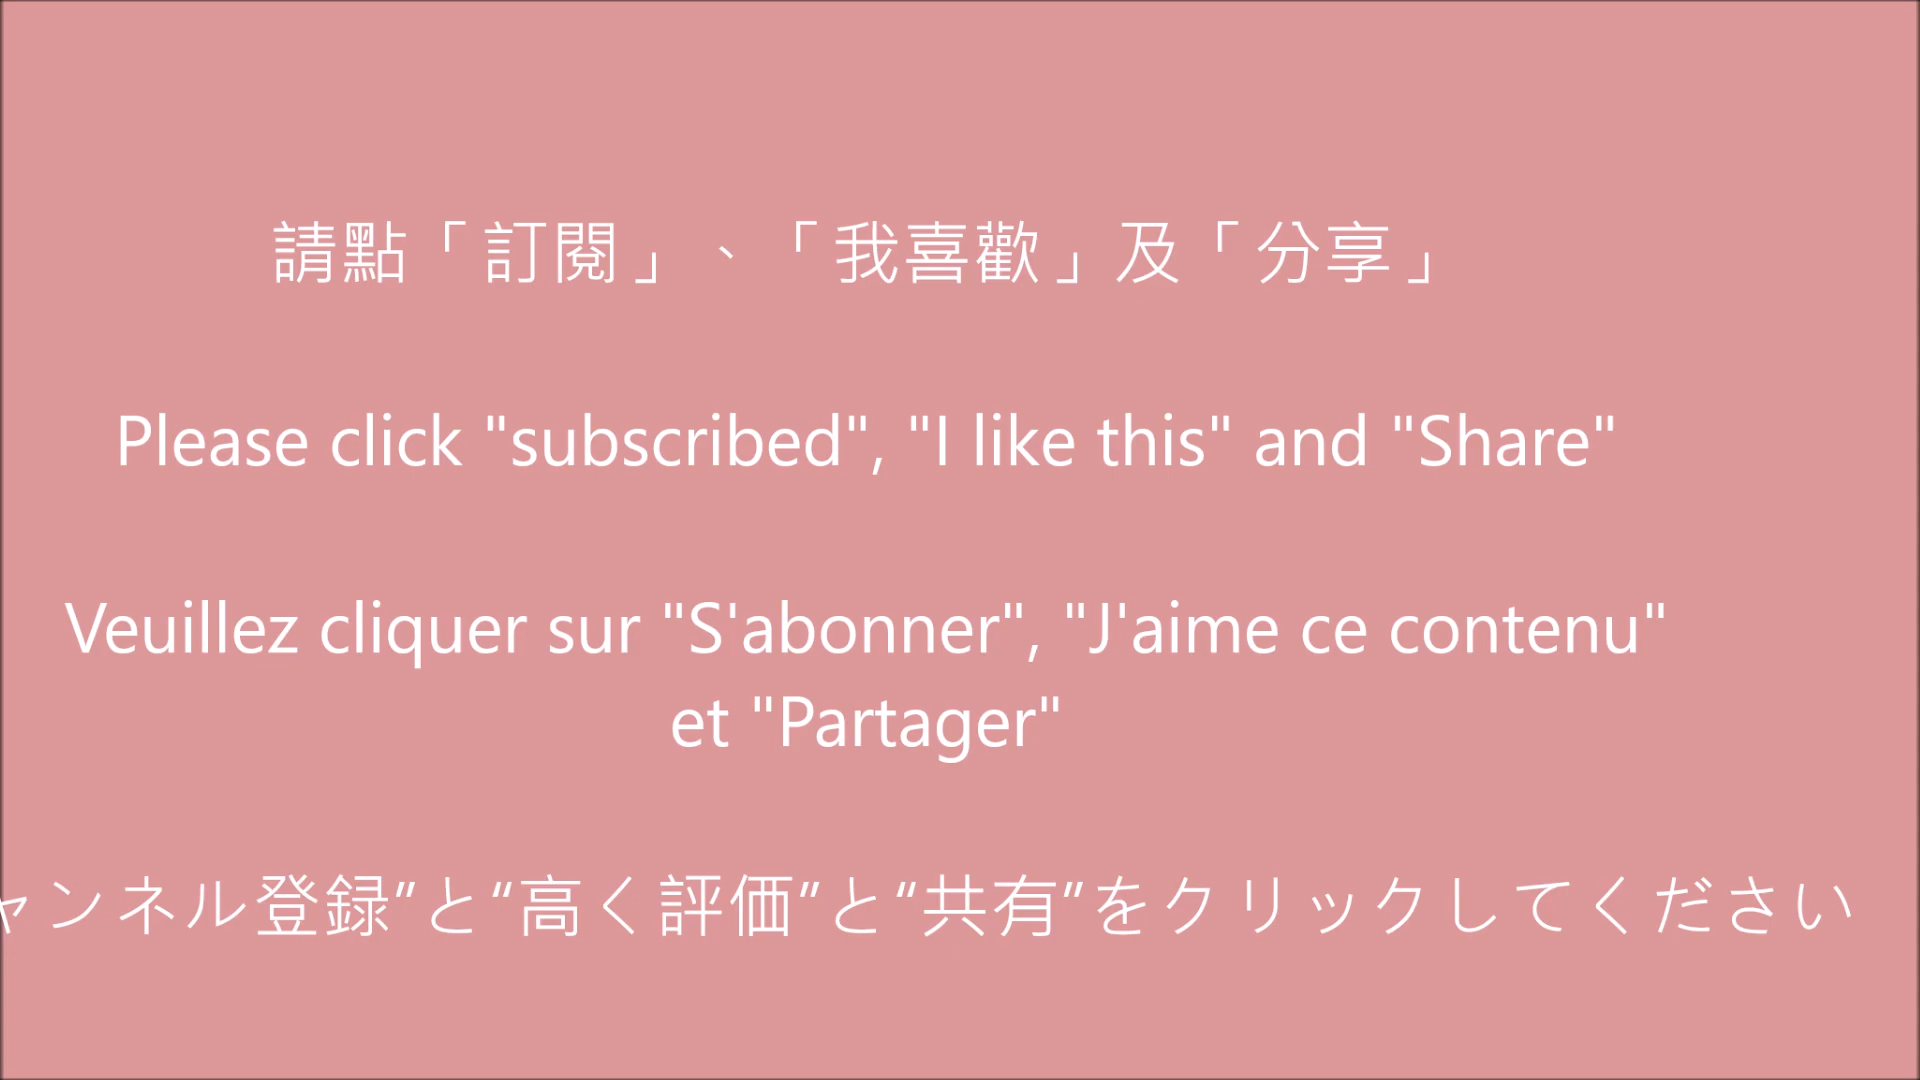 請點「訂閱」、「我喜歡」及「分享」
Please click "subscribed", "I like this" and "Share"
Veuillez cliquer sur "S'abonner", "J'aime ce contenu"
et "Partager"
ャンネル登録”と“高く評価”と“共有”をクリックしてください